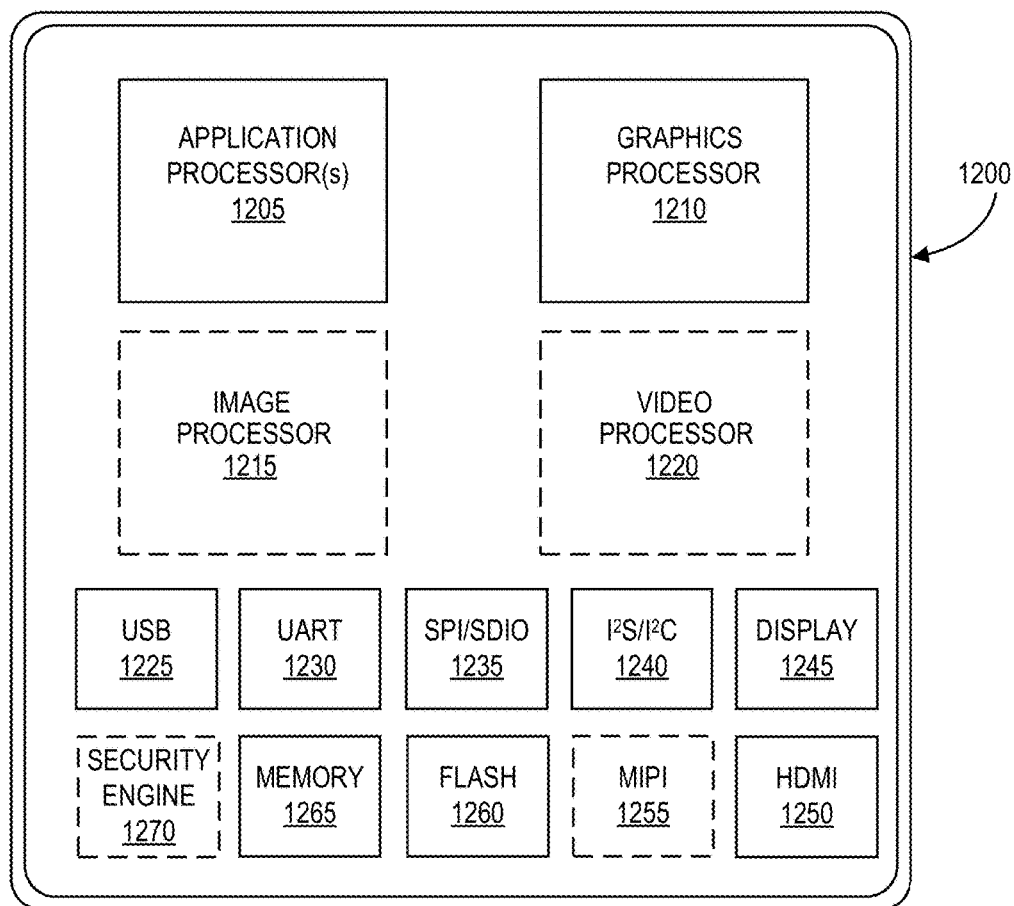 APPLICATION
PROCESSOR(s)
1205
GRAPHICS
PROCESSOR
1210
1200
IMAGE
PROCESSOR
1215
VIDEO
PROCESSOR
1220
USB
1225
UART
1230
SPI/SDIO
1235
I²S/I²C
1240
DISPLAY
1245
SECURITY
ENGINE
1270
MEMORY
1265
FLASH
1260
MIPI
1255
HDMI
1250